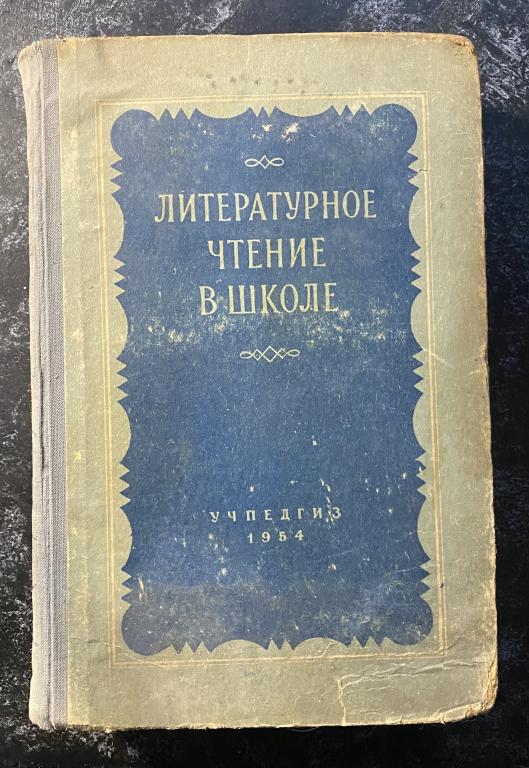 ЛИТЕРАТУРНОЕ
ЧТЕНИЕ
В ШКОЛЕ
УЧПЕДГИЗ
1954